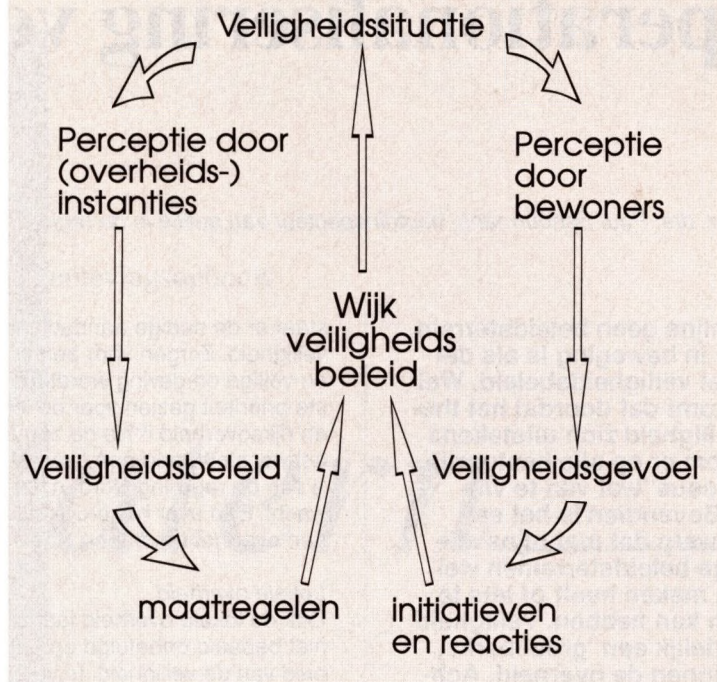 Veiligheidssituatie
Perceptie door
(overheids-)
instanties
Perceptie
door
bewoners
Wijk
veiligheids
beleid
Veiligheidsbeleid
Veiligheidsgevoel
maatregelen
initiatieven
en reacties